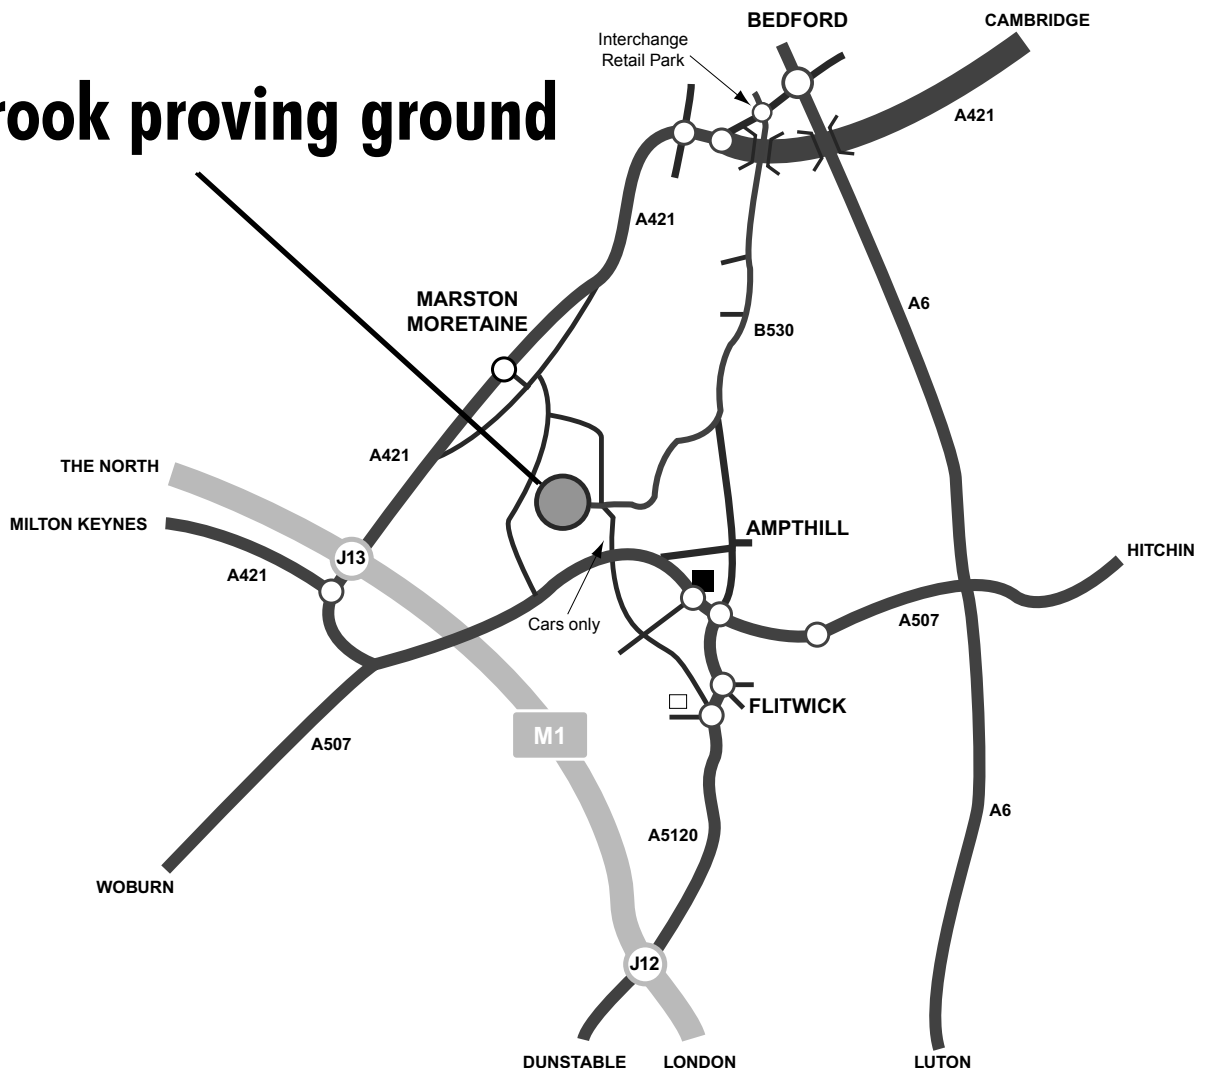 BEDFORD
CAMBRIDGE
Interchange
Retail Park
rook proving ground
A421
A421
A6
MARSTON
MORETAINE
B530
A421
THE NORTH
MILTON KEYNES
AMPTHILL
J13
HITCHIN
A421
Cars only
A507
FLITWICK
M1
A507
A6
A5120
WOBURN
J12
DUNSTABLE
LONDON
LUTON